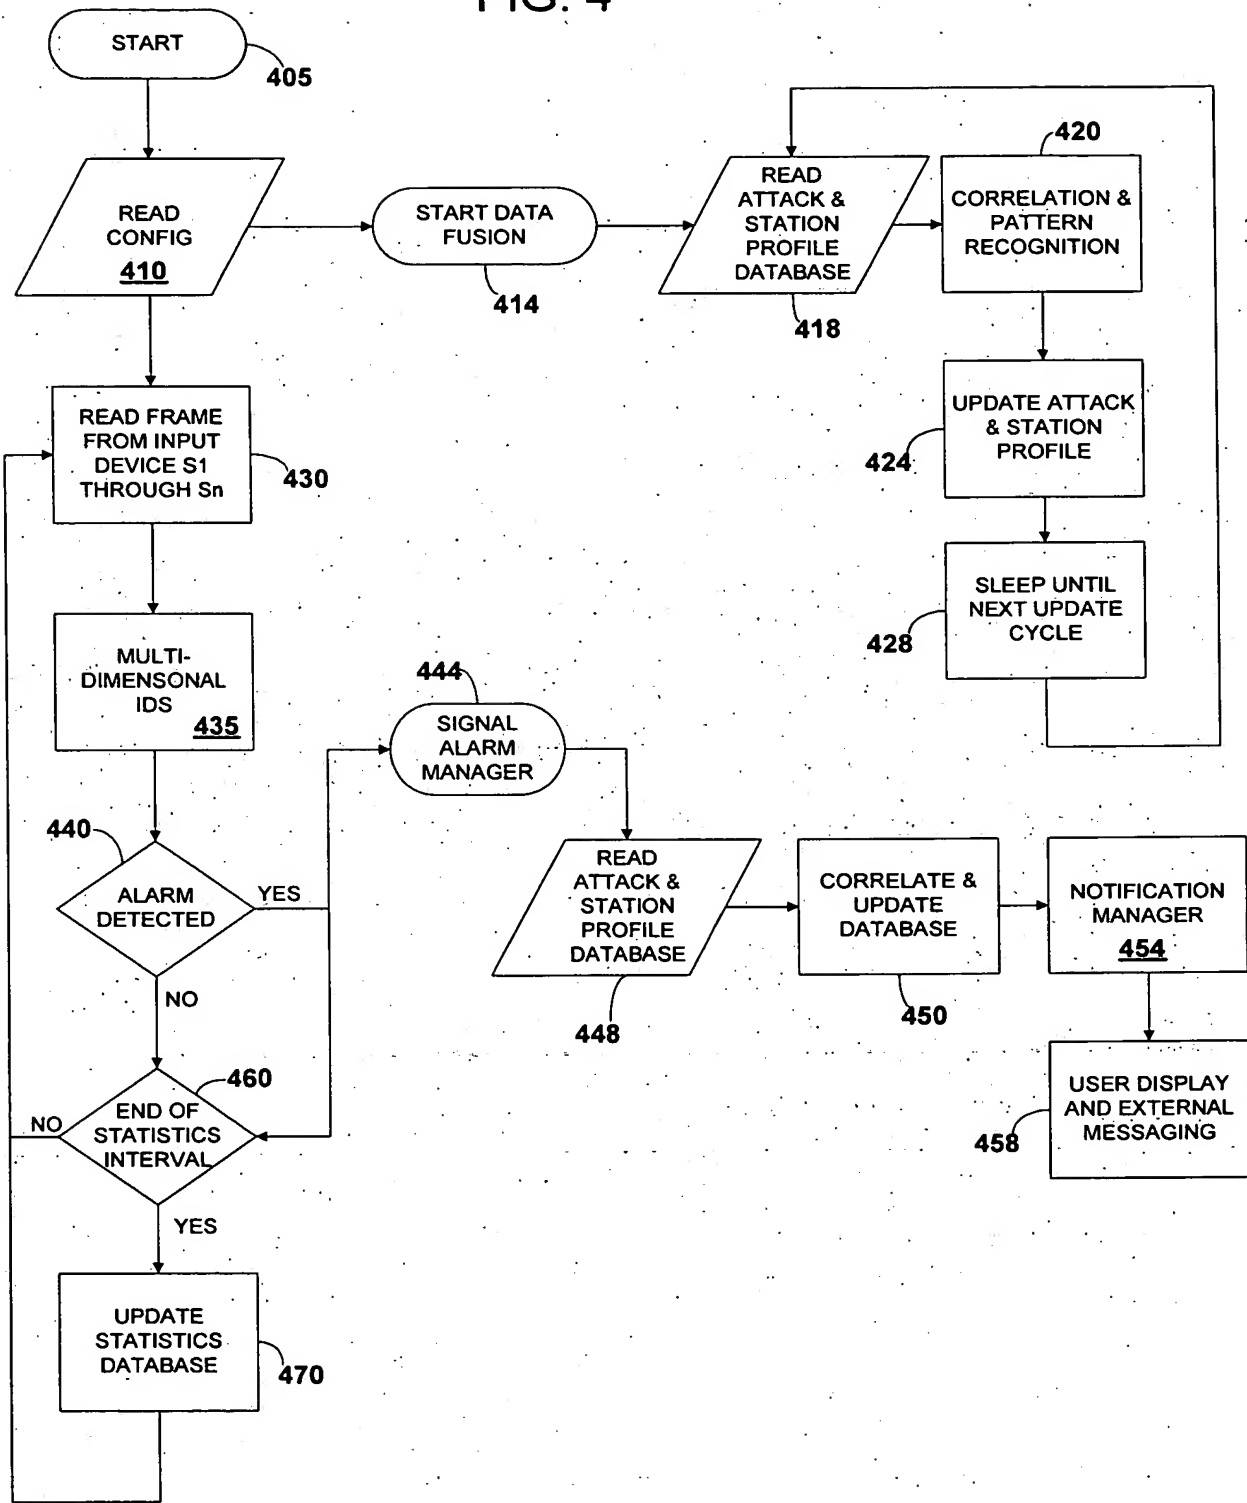 FIG. 4
START
405
READ
CONFIG
410
START DATA
FUSION
414
READ
ATTACK &
STATION
PROFILE
DATABASE
418
420
CORRELATION &
PATTERN
RECOGNITION
UPDATE ATTACK
& STATION
PROFILE
424
SLEEP UNTIL
NEXT UPDATE
CYCLE
428
READ FRAME
FROM INPUT
DEVICE S1
THROUGH Sn
430
MULTI-
DIMENSONAL
IDS
435
440
ALARM
DETECTED
YES
NO
444
SIGNAL
ALARM
MANAGER
READ
ATTACK &
STATION
PROFILE
DATABASE
448
CORRELATE &
UPDATE
DATABASE
450
NOTIFICATION
MANAGER
454
USER DISPLAY
AND EXTERNAL
MESSAGING
458
460
END OF
STATISTICS
INTERVAL
NO
YES
UPDATE
STATISTICS
DATABASE
470